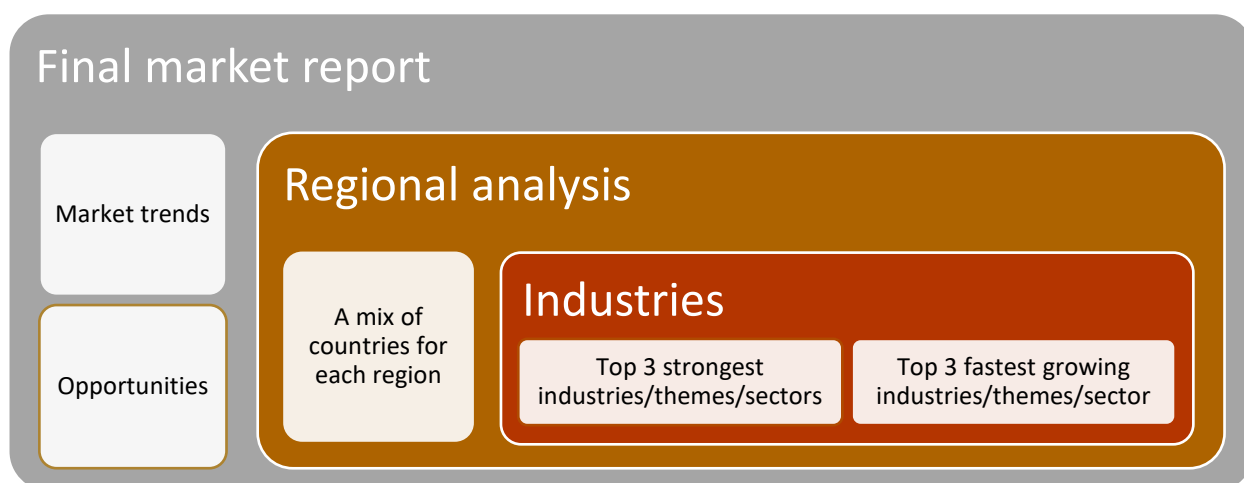 Final market report
Market trends
Opportunities
Regional analysis
A mix of
countries for
each region
Industries
Top 3 strongest
industries/themes/sectors
Top 3 fastest growing
industries/themes/sector